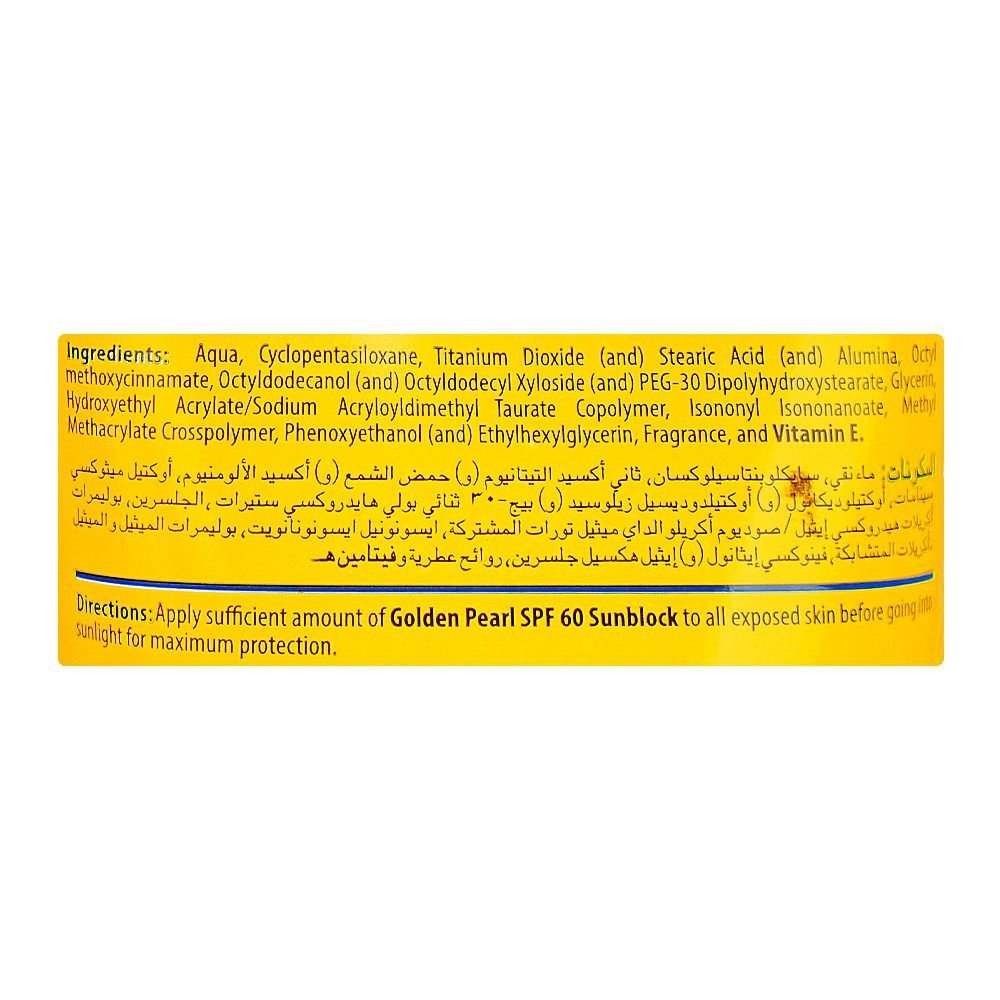 Ingredients: Aqua, Cyclopentasiloxane, Titanium Dioxide (and) Stearic Acid (and) Alumina, Octyl
methoxycinnamate, Octyldodecanol (and) Octyldodecyl Xyloside (and) PEG-30 Dipolyhydroxystearate, Glycerin,
Hydroxyethyl Acrylate/Sodium Acryloyldimethyl Taurate Copolymer, Isononyl Isononanoate, Methyl
Methacrylate Crosspolymer, Phenoxyethanol (and) Ethylhexylglycerin, Fragrance, and Vitamin E.
المكونات: ماء نقي، سايكلوبنتاسيلوكسان، ثاني أكسيد التيتانيوم (و) حمض الشمع (و) أكسيد الألومنيوم، أوكتيل ميثوكسي
سينامات، أوكتيلوديكانول (و) أوكتيلدوديسيل زيلوسيد (و) بيج-٣٠ ثنائي بولي هايدروكسي ستيرات، الجلسرين، بوليمرات
أكريلات هيدروكسي إيثيل/صوديوم أكريلو الداي ميثيل تورات المشتركة، ايسونونيل ايسونونانويت، بوليمرات الميثيل والميثيل
أكريلات المتشابكة، فينوكسي إيثانول (و) إيثيل هكسيل جلسرين، روائح عطرية وفيتامين هـ
Directions: Apply sufficient amount of Golden Pearl SPF 60 Sunblock to all exposed skin before going into
sunlight for maximum protection.